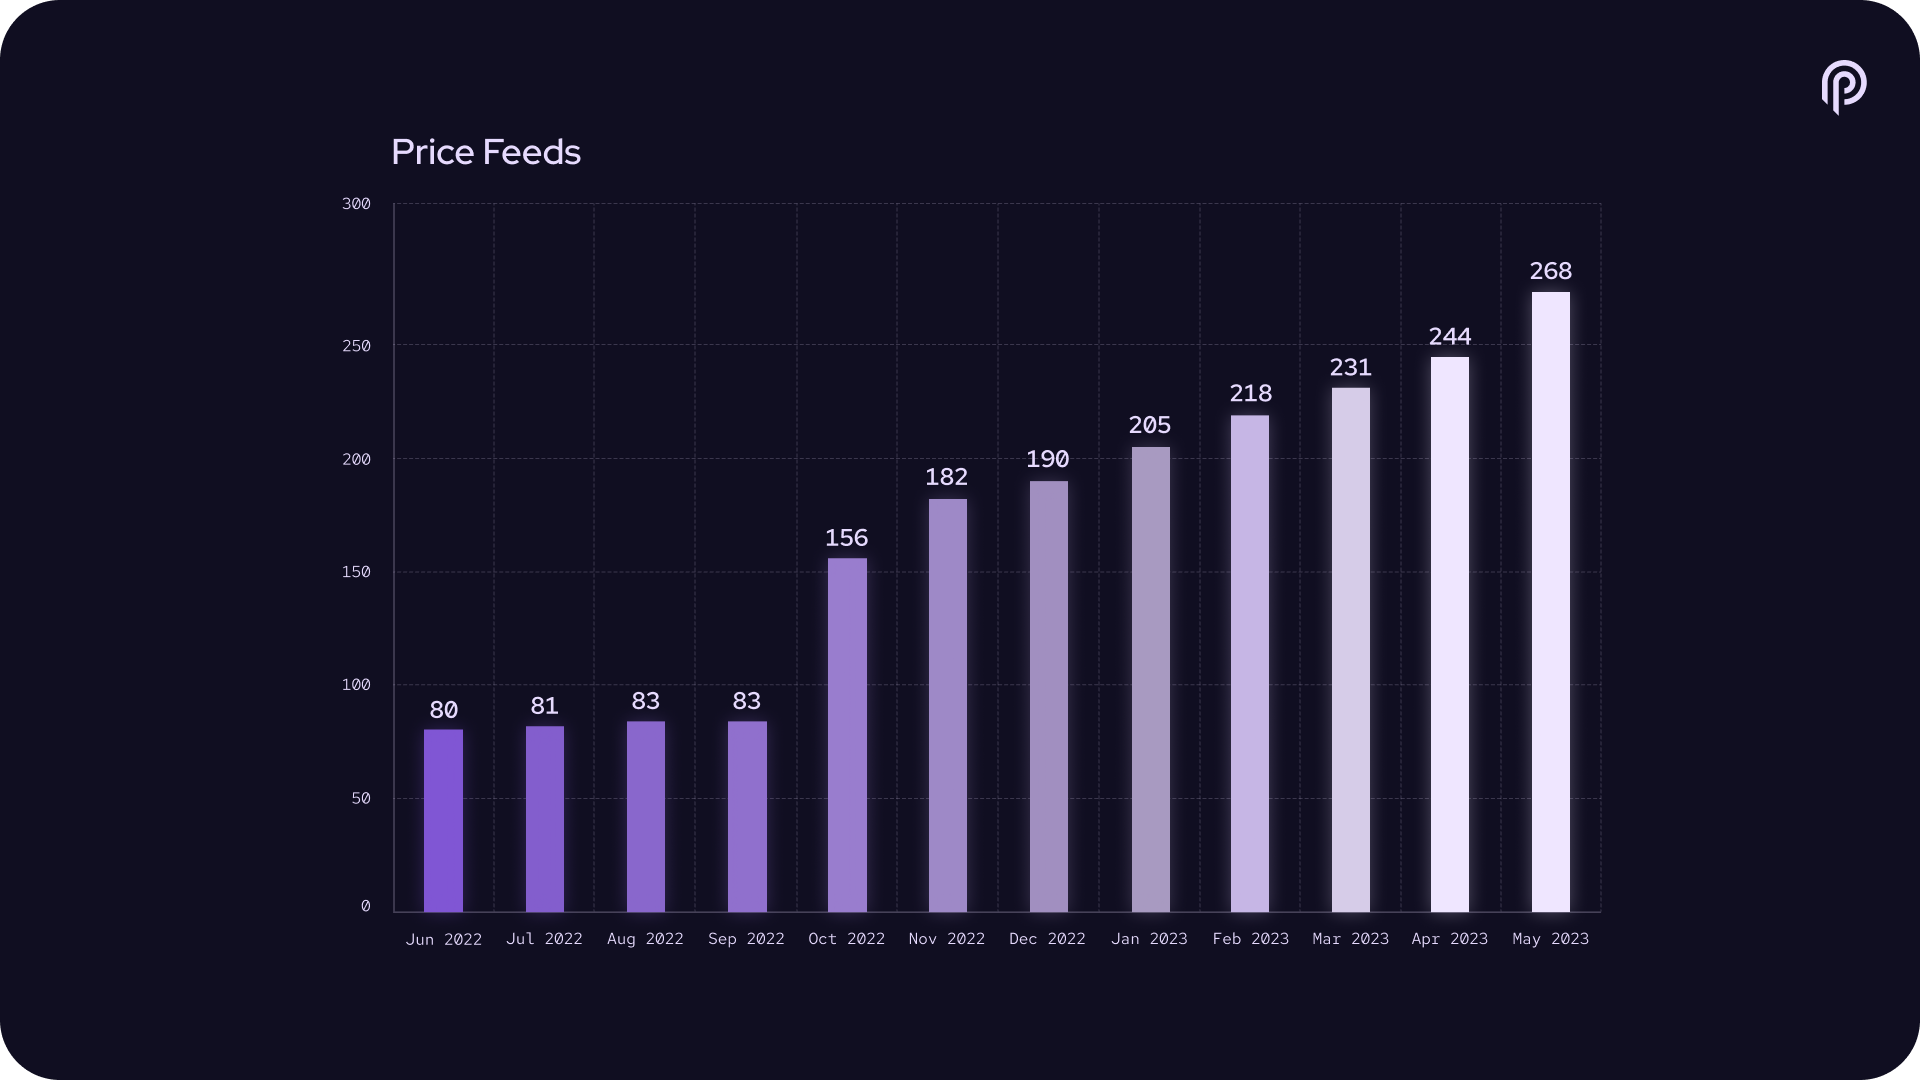 Price Feeds
300
250
200
150
100
50
0
80
81
83
83
156
182
190
205
218
231
244
268
Jun 2022
Jul 2022
Aug 2022
Sep 2022
Oct 2022
Nov 2022
Dec 2022
Jan 2023
Feb 2023
Mar 2023
Apr 2023
May 2023